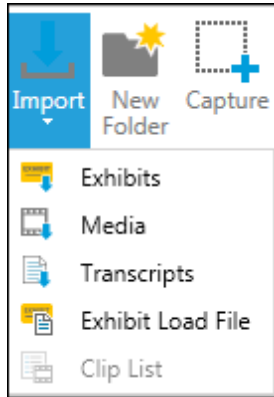 Import New Folder Capture
Exhibits
Media
Transcripts
Exhibit Load File
Clip List